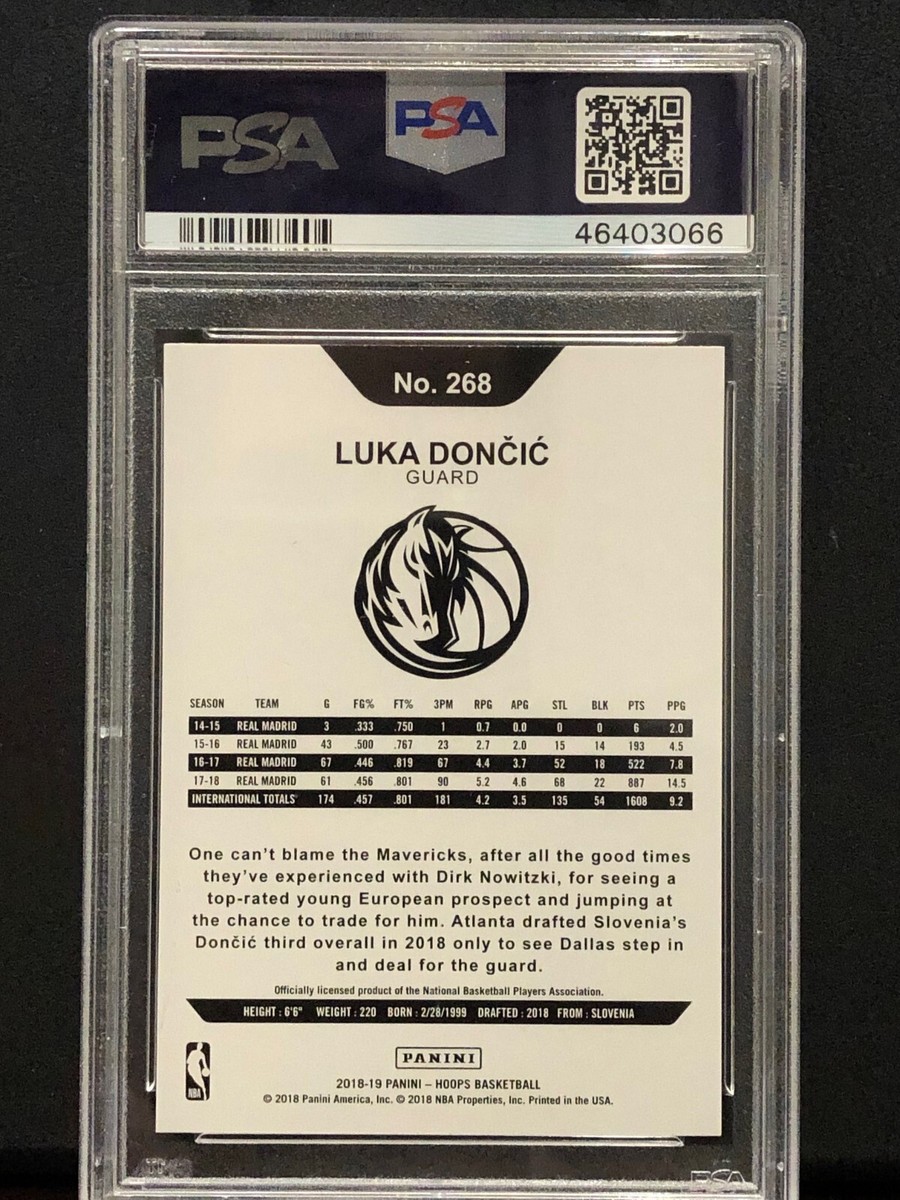 PSA PSA
46403066
No. 268
LUKA DONČIĆ
GUARD
SEASON TEAM G FG% FT% 3PM RPG APG STL BLK PTS PPG
14-15 REAL MADRID 3 .333 .750 1 0.7 0.0 0 0 6 2.0
15-16 REAL MADRID 43 .500 .767 23 2.7 2.0 15 14 193 4.5
16-17 REAL MADRID 67 .446 .819 67 4.4 3.7 52 18 522 7.8
17-18 REAL MADRID 61 .456 .801 90 5.2 4.6 68 22 887 14.5
INTERNATIONAL TOTALS 174 .457 .801 181 4.2 3.5 135 54 1608 9.2
One can't blame the Mavericks, after all the good times
they've experienced with Dirk Nowitzki, for seeing a
top-rated young European prospect and jumping at
the chance to trade for him. Atlanta drafted Slovenia's
Dončić third overall in 2018 only to see Dallas step in
and deal for the guard.
Officially licensed product of the National Basketball Players Association.
HEIGHT : 6'6" WEIGHT : 220 BORN : 2/28/1999 DRAFTED : 2018 FROM : SLOVENIA
NBA
PANINI
2018-19 PANINI – HOOPS BASKETBALL
© 2018 Panini America, Inc. © 2018 NBA Properties, Inc. Printed in the USA.
PSA